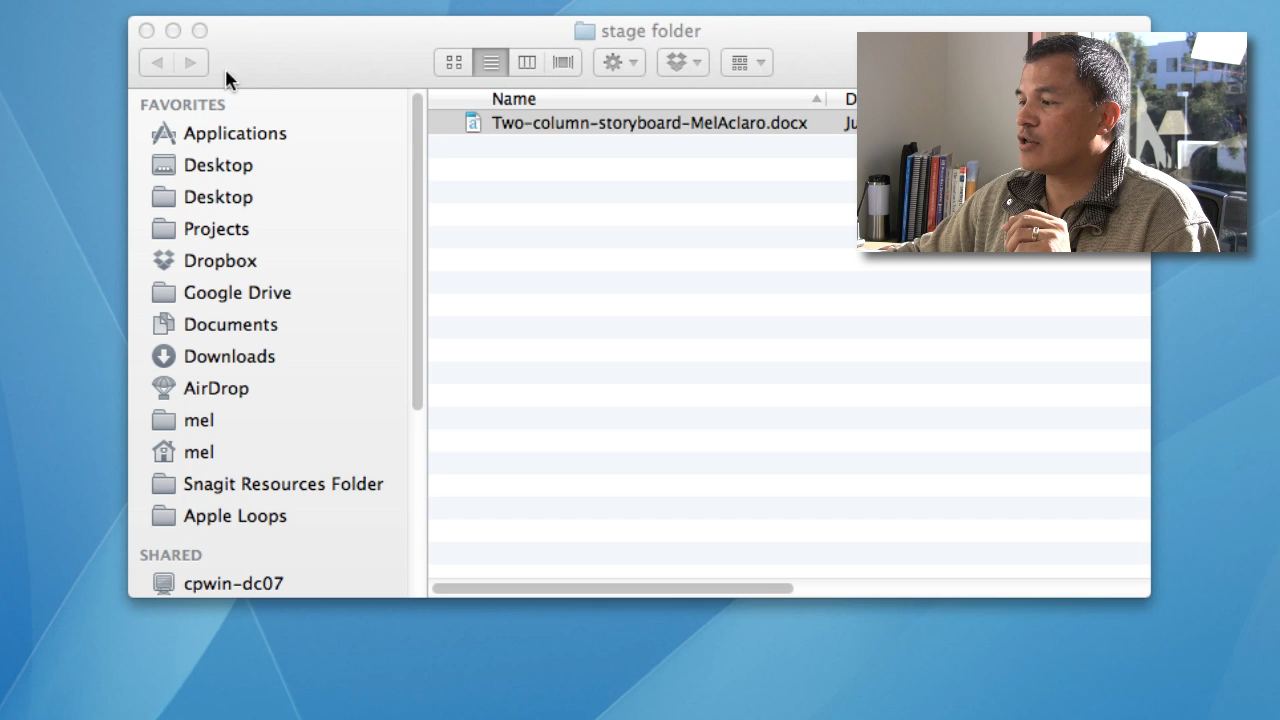 stage folder
FAVORITES
Applications
Desktop
Desktop
Projects
Dropbox
Google Drive
Documents
Downloads
AirDrop
mel
mel
Snagit Resources Folder
Apple Loops
SHARED
cpwin-dc07
Name
Two-column-storyboard-MelAclaro.docx